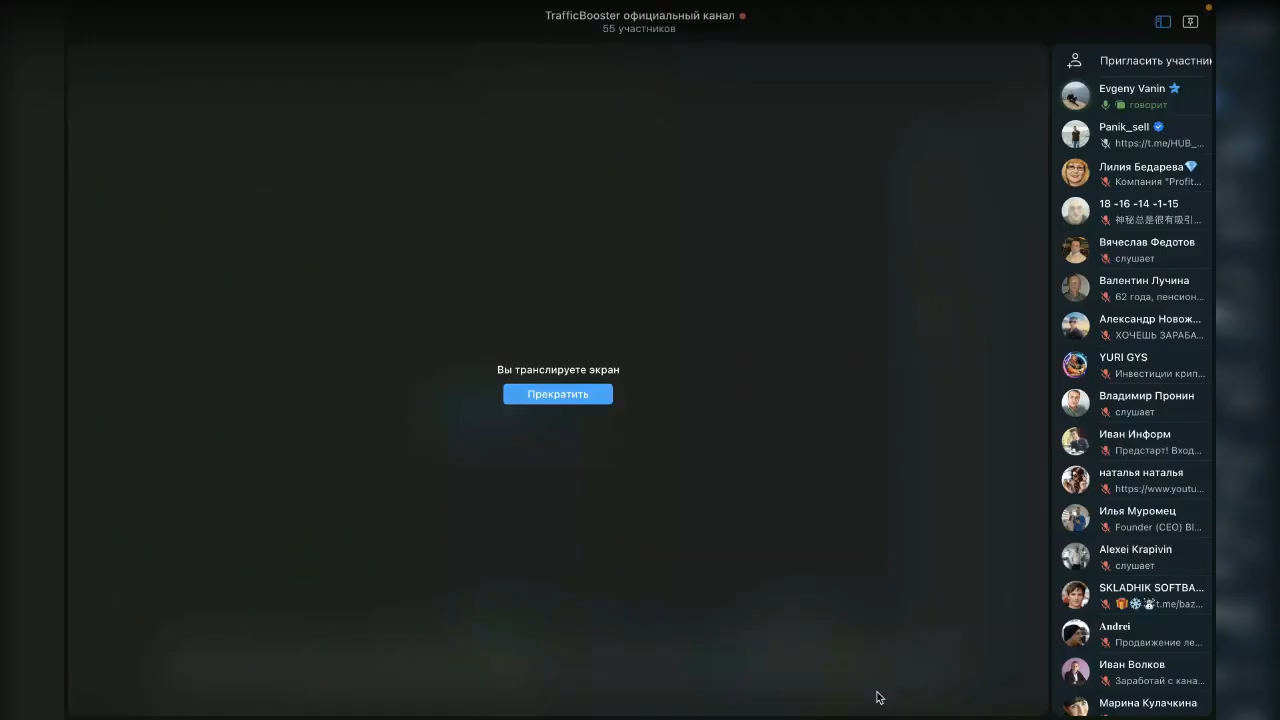 TrafficBooster официальный канал
55 участников
Пригласить участник
Evgeny Vanin
говорит
Panik_sell
https://t.me/HUB_...
Лилия Бедарева
Компания "Profit...
18 -16 -14 -1-15
神秘总是很有吸引...
Вячеслав Федотов
слушает
Валентин Лучина
62 года, пенсион...
Александр Новож...
ХОЧЕШЬ ЗАРАБА...
YURI GYS
Инвестиции крип...
Владимир Пронин
слушает
Иван Информ
Предстарт! Вход...
наталья наталья
https://www.youtu...
Илья Муромец
Founder (CEO) Bl...
Alexei Krapivin
слушает
SKLADHIK SOFTBA...
t.me/baz...
Andrei
Продвижение ле...
Иван Волков
Заработай с кана...
Марина Кулачкина
Вы транслируете экран
Прекратить